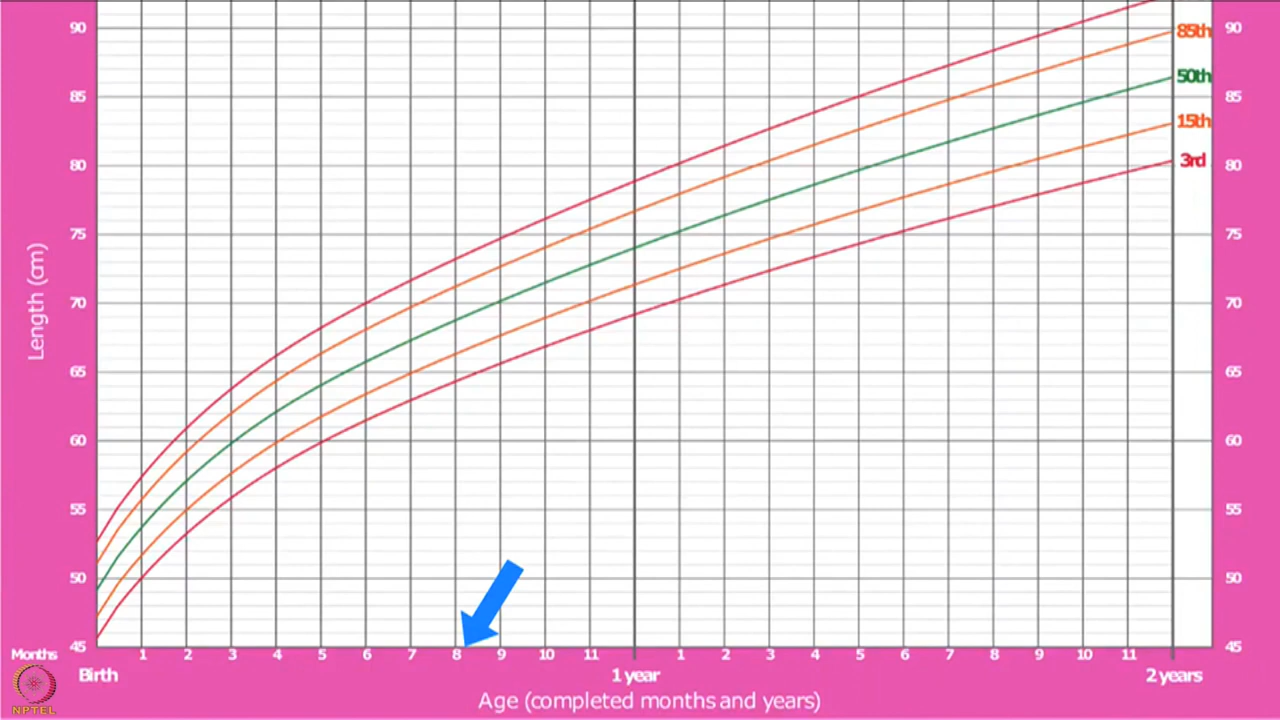 90 85th 90
50th
85 85
15th
80 3rd 80
75 75
Length (cm)
70 70
65 65
60 60
55 55
50 50
45 45
Months 1 2 3 4 5 6 7 8 9 10 11 1 2 3 4 5 6 7 8 9 10 11
Birth 1 year 2 years
Age (completed months and years)
NPTEL